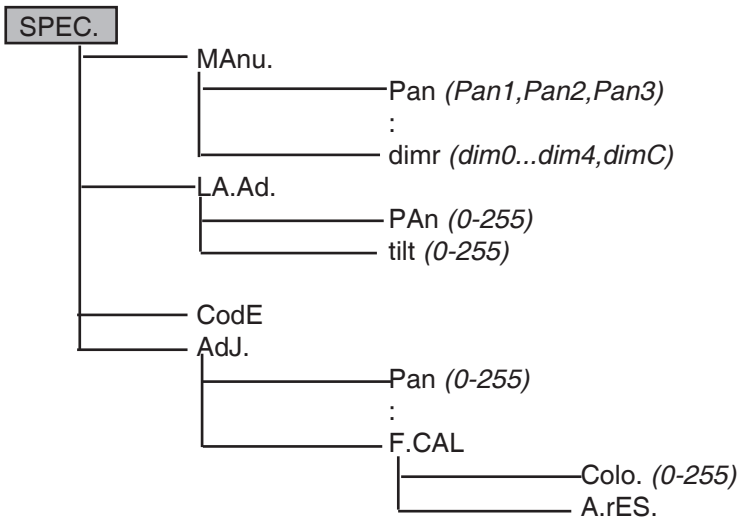 SPEC.
MAnu.
Pan (Pan1,Pan2,Pan3)
:
dimr (dim0...dim4,dimC)
LA.Ad.
PAn (0-255)
tilt (0-255)
CodE
AdJ.
Pan (0-255)
:
F.CAL
Colo. (0-255)
A.rES.